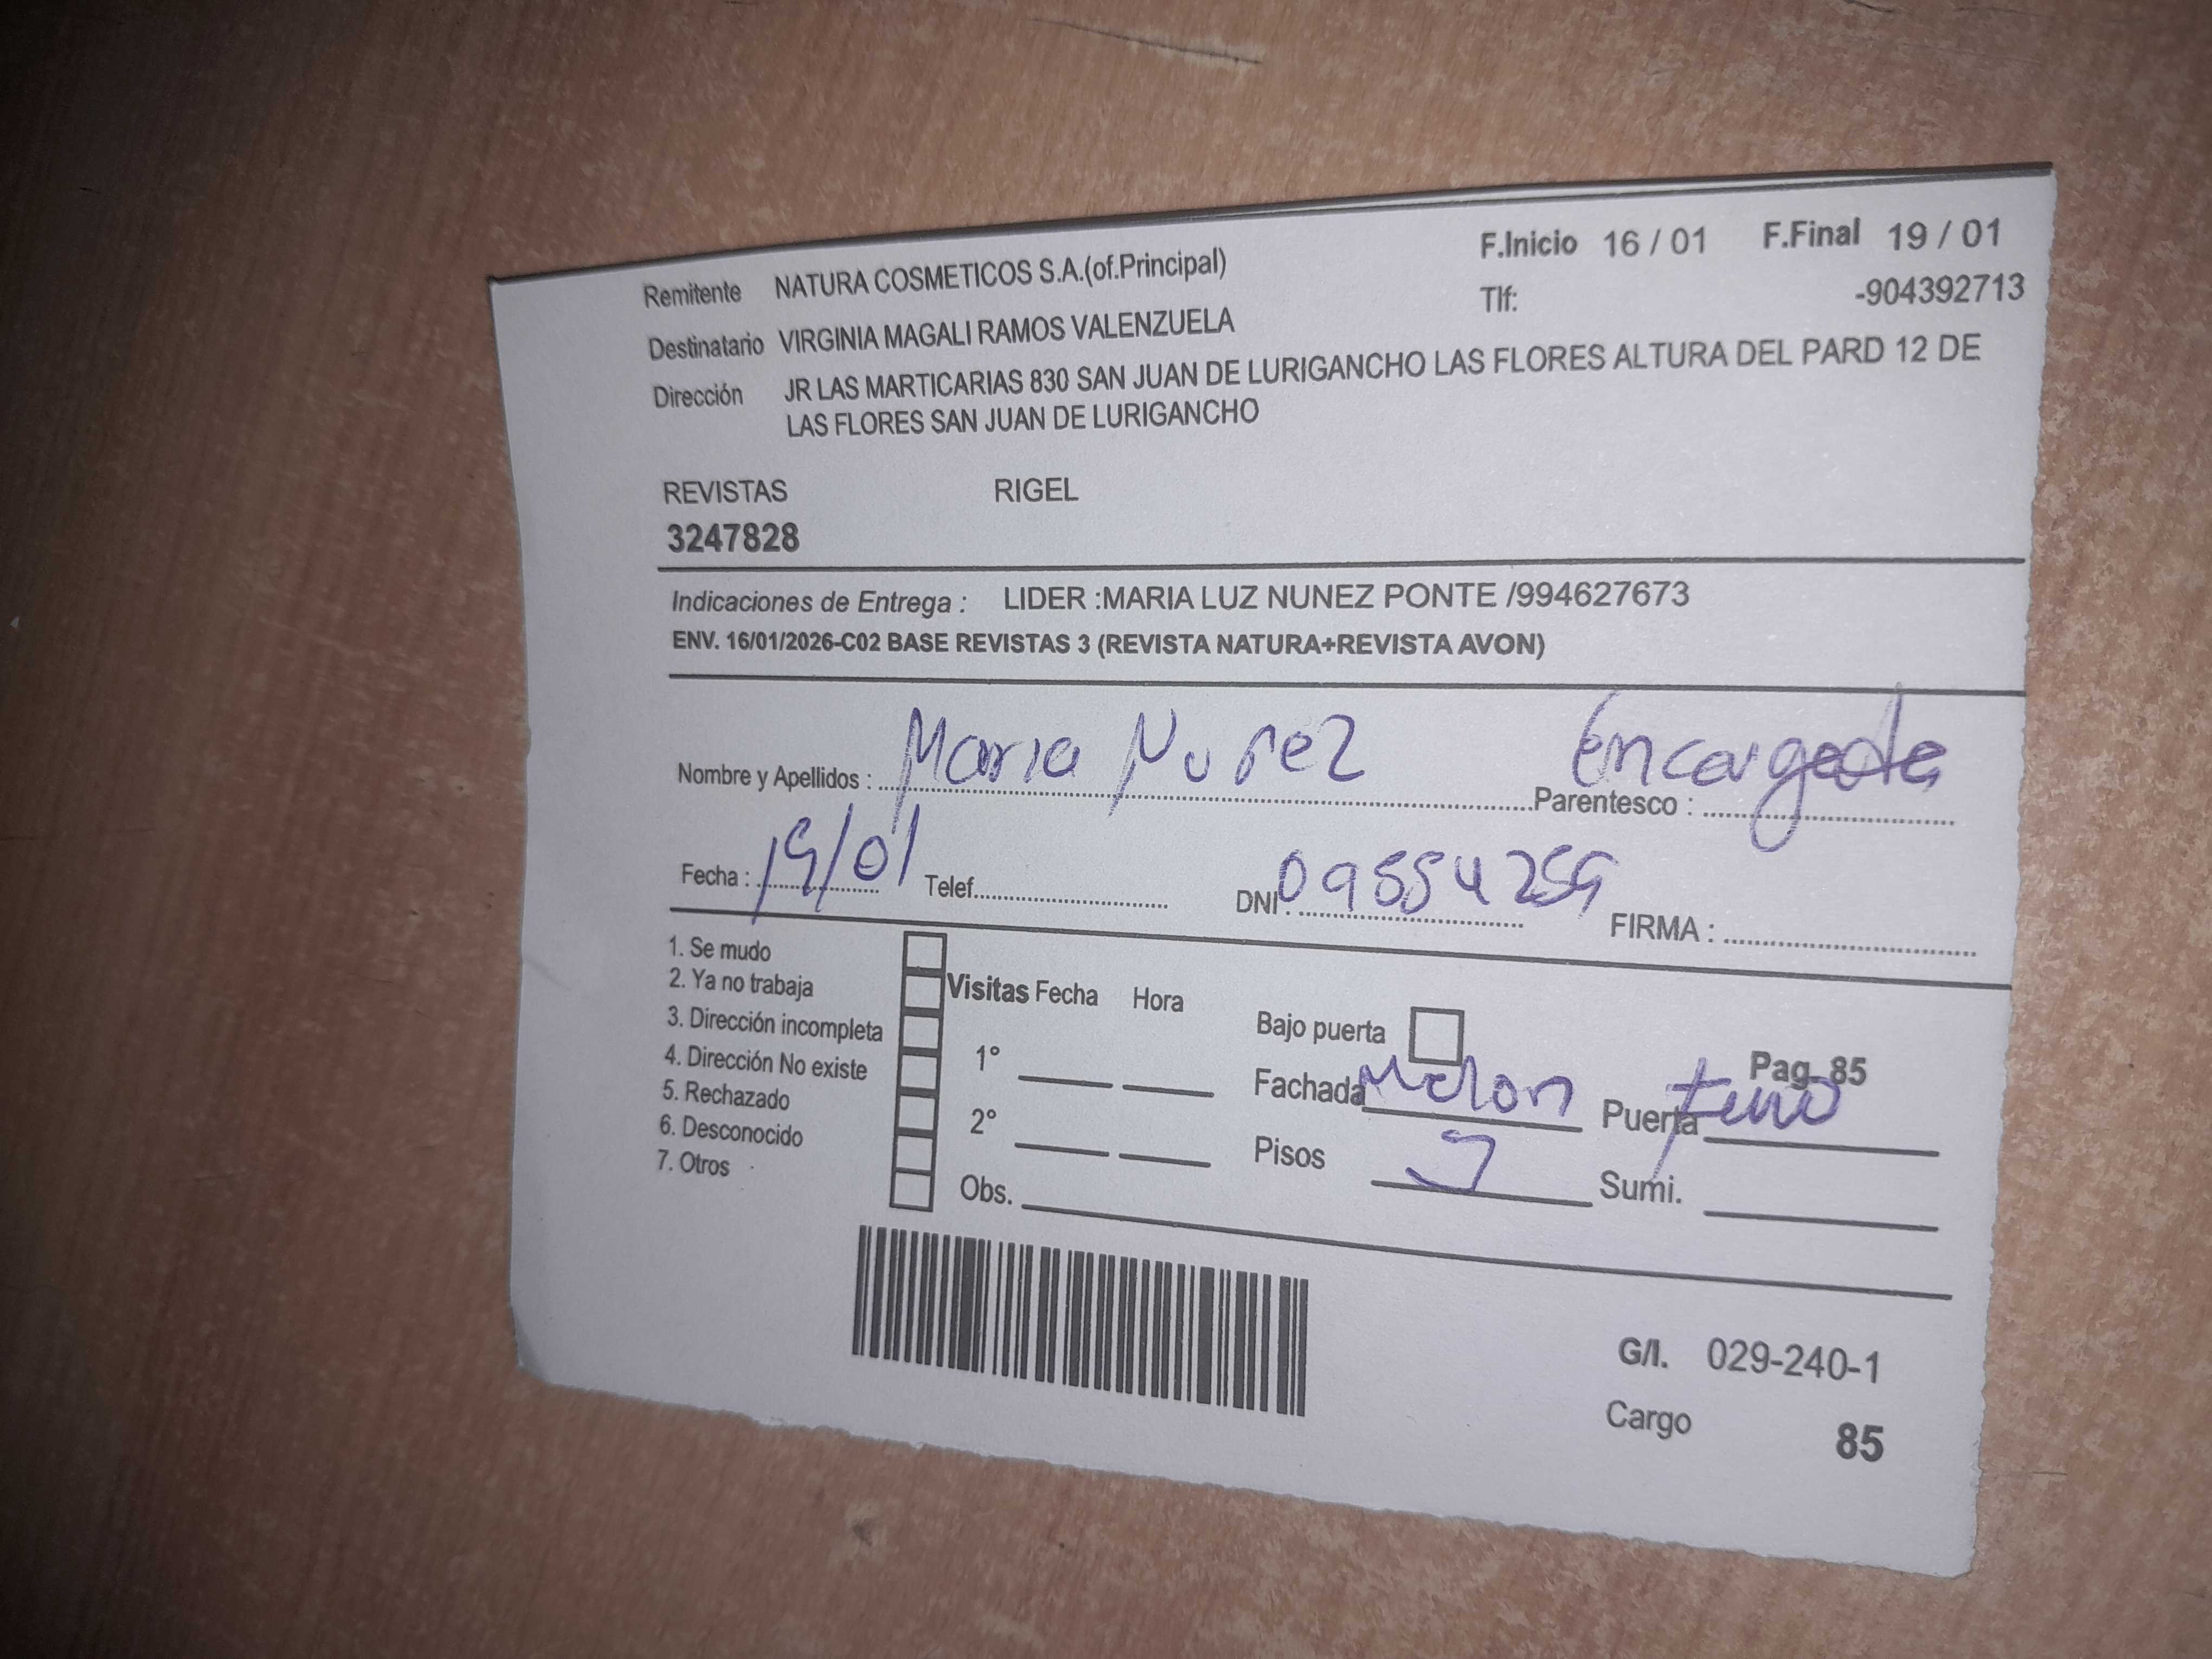 Remitente NATURA COSMETICOS S.A.(of.Principal) F.Inicio 16 / 01 F.Final 19 / 01
Tlf: -904392713
Destinatario VIRGINIA MAGALI RAMOS VALENZUELA
Dirección JR LAS MARTICARIAS 830 SAN JUAN DE LURIGANCHO LAS FLORES ALTURA DEL PARD 12 DE
LAS FLORES SAN JUAN DE LURIGANCHO
REVISTAS RIGEL
3247828
Indicaciones de Entrega : LIDER :MARIA LUZ NUNEZ PONTE /994627673
ENV. 16/01/2026-C02 BASE REVISTAS 3 (REVISTA NATURA+REVISTA AVON)
Nombre y Apellidos : Maria Nuñez Parentesco : Encargada
Fecha : 19/01 Telef. DNI. 09554259 FIRMA :
1. Se mudo
2. Ya no trabaja
3. Dirección incompleta
4. Dirección No existe
5. Rechazado
6. Desconocido
7. Otros
Visitas Fecha Hora
1°
2°
Obs.
Bajo puerta
Pag. 85
Fachada Melon Puerta
Pisos Sumi.
G/I. 029-240-1
Cargo 85